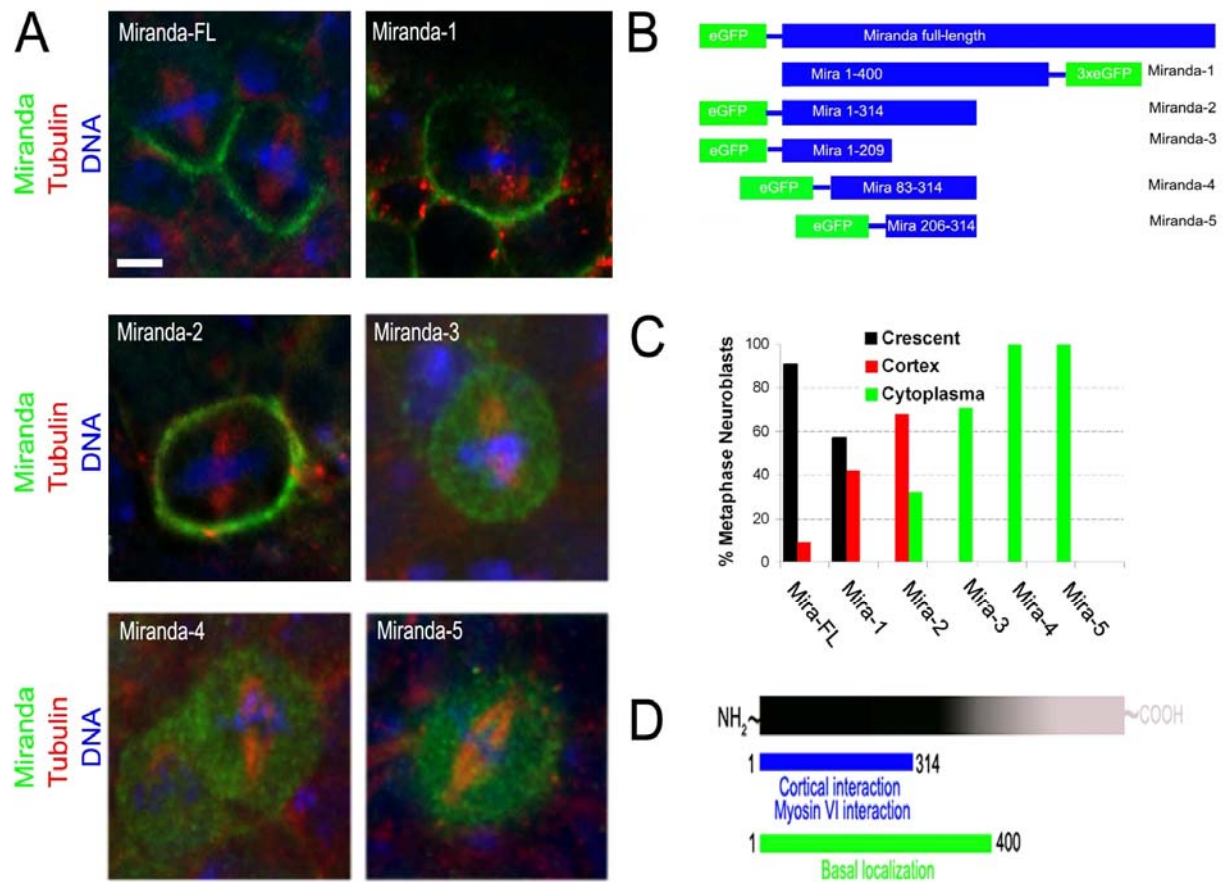 A
Miranda Tubulin DNA
Miranda-FL
Miranda-1
Miranda Tubulin DNA
Miranda-2
Miranda-3
Miranda Tubulin DNA
Miranda-4
Miranda-5
B
eGFP Miranda full-length
Mira 1-400 3xeGFP Miranda-1
eGFP Mira 1-314 Miranda-2
eGFP Mira 1-209 Miranda-3
eGFP Mira 83-314 Miranda-4
eGFP Mira 206-314 Miranda-5
C
% Metaphase Neuroblasts
100
80
60
40
20
0
Crescent
Cortex
Cytoplasma
Mira-FL
Mira-1
Mira-2
Mira-3
Mira-4
Mira-5
D
NH2~ ~COOH
1 314
Cortical interaction
Myosin VI interaction
1 400
Basal localization